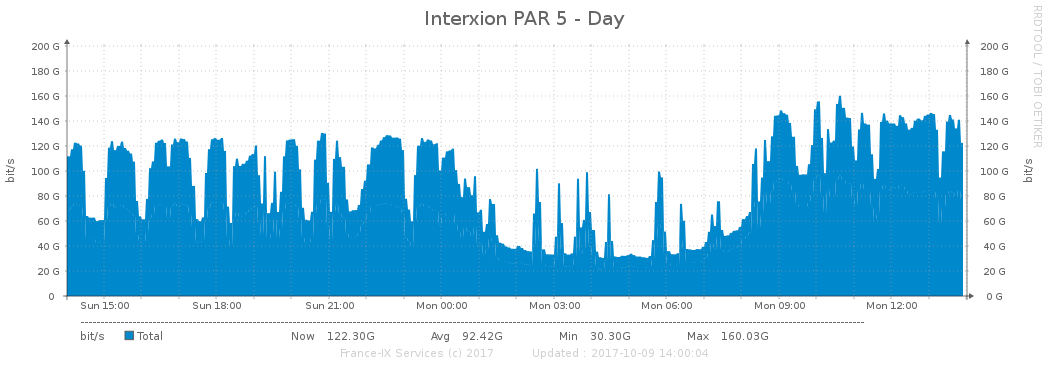 Interxion PAR 5 - Day
RRDTOOL / TOBI OETIKER
bit/s
200 G 200 G
180 G 180 G
160 G 160 G
140 G 140 G
120 G 120 G
100 G 100 G
80 G 80 G
60 G 60 G
40 G 40 G
20 G 20 G
0 0 G
bit/s
Sun 15:00 Sun 18:00 Sun 21:00 Mon 00:00 Mon 03:00 Mon 06:00 Mon 09:00 Mon 12:00
bit/s Total Now 122.30G Avg 92.42G Min 30.30G Max 160.03G
France-IX Services (c) 2017 Updated : 2017-10-09 14:00:04